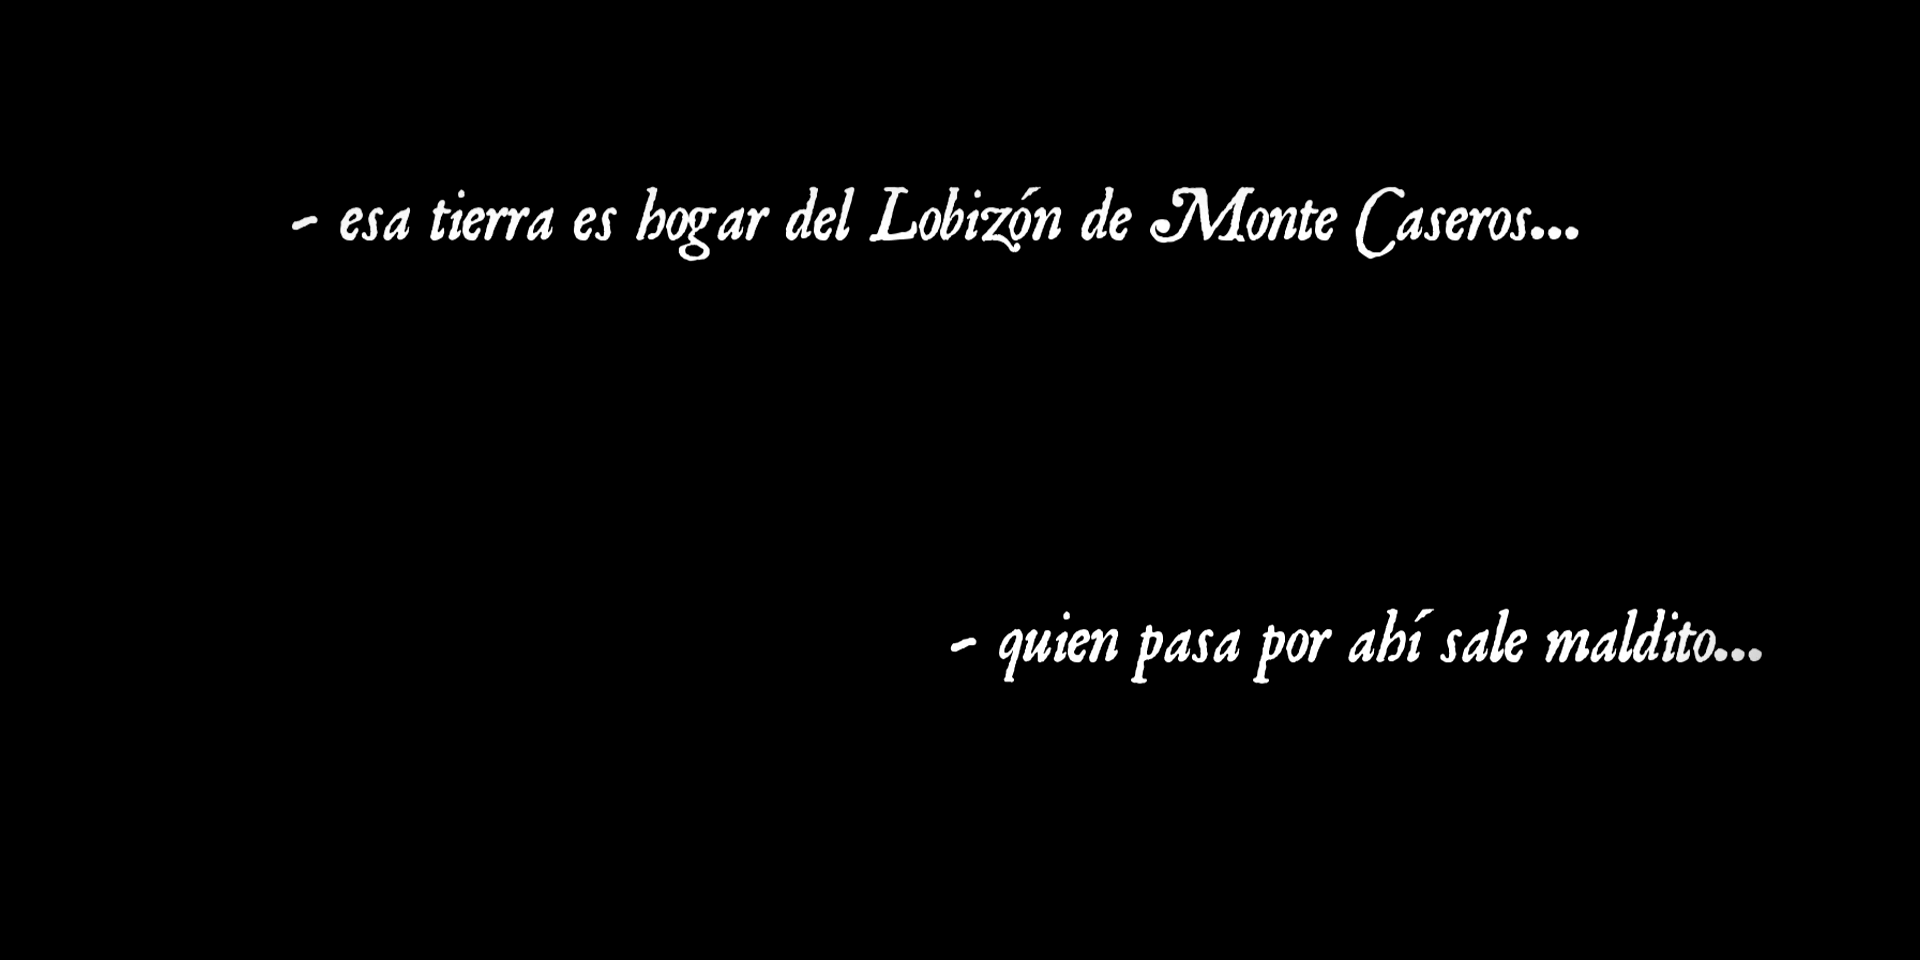 - esa tierra es hogar del Lobizón de Monte Caseros...
- quien pasa por ahí sale maldito...